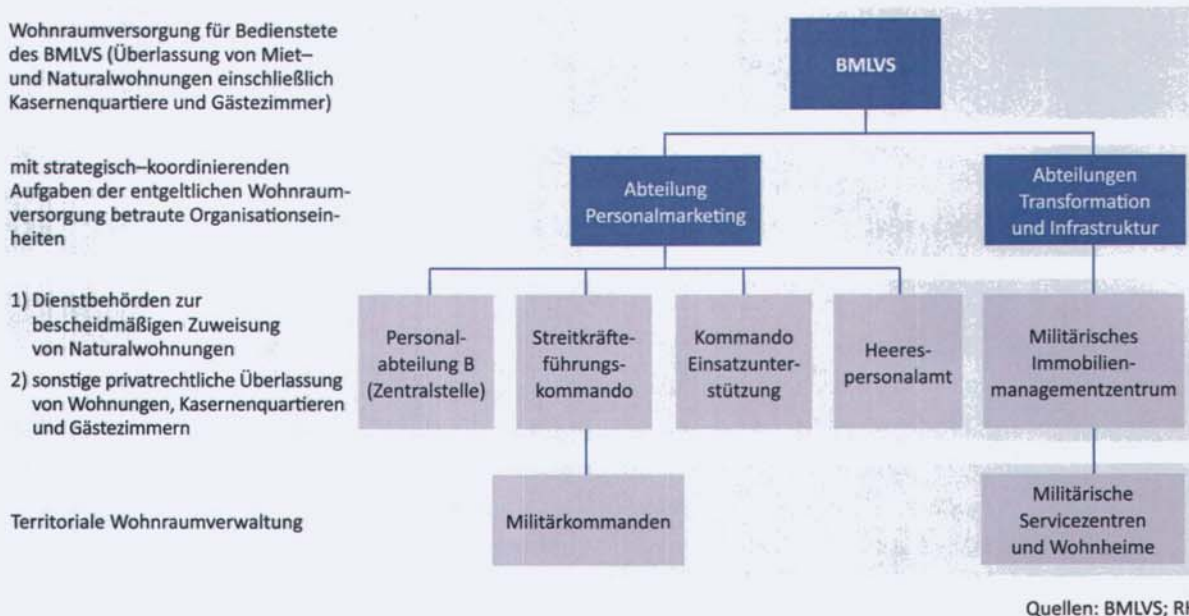 Wohnraumversorgung für Bedienstete
des BMLVS (Überlassung von Miet–
und Naturalwohnungen einschließlich
Kasernenquartiere und Gästezimmer)
BMLVS
mit strategisch–koordinierenden
Aufgaben der entgeltlichen Wohnraum-
versorgung betraute Organisationsein-
heiten
Abteilung
Personalmarketing
Abteilungen
Transformation
und Infrastruktur
1) Dienstbehörden zur
bescheidmäßigen Zuweisung
von Naturalwohnungen
2) sonstige privatrechtliche Überlassung
von Wohnungen, Kasernenquartieren
und Gästezimmern
Personal-
abteilung B
(Zentralstelle)
Streitkräfte-
führungs-
kommando
Kommando
Einsatzunter-
stützung
Heeres-
personalamt
Militärisches
Immobilien-
managementzentrum
Territoriale Wohnraumverwaltung
Militärkommanden
Militärische
Servicezentren
und Wohnheime
Quellen: BMLVS;